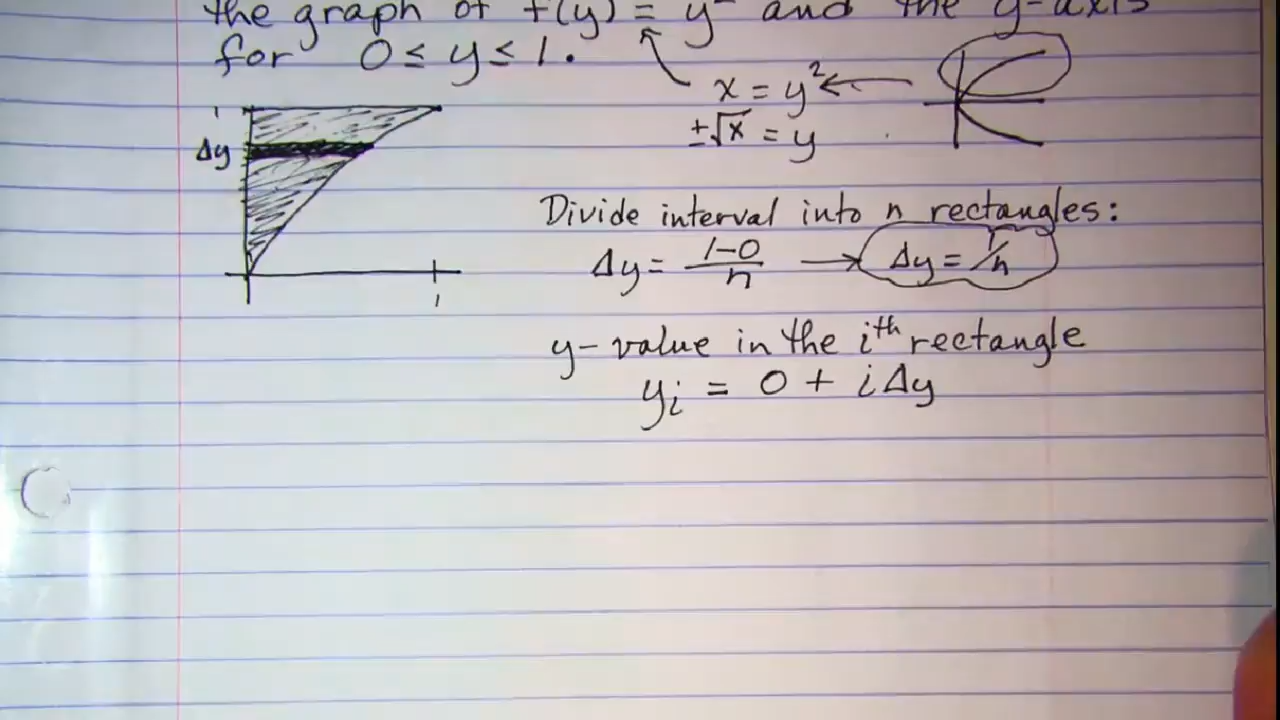 the graph of f(y) = y² and the y-axis
for 0 ≤ y ≤ 1.
x = y²
±√x = y
1
Δy
1
Divide interval into n rectangles:
Δy = (1-0)/n → Δy = 1/n
y-value in the iᵗʰ rectangle
yᵢ = 0 + iΔy